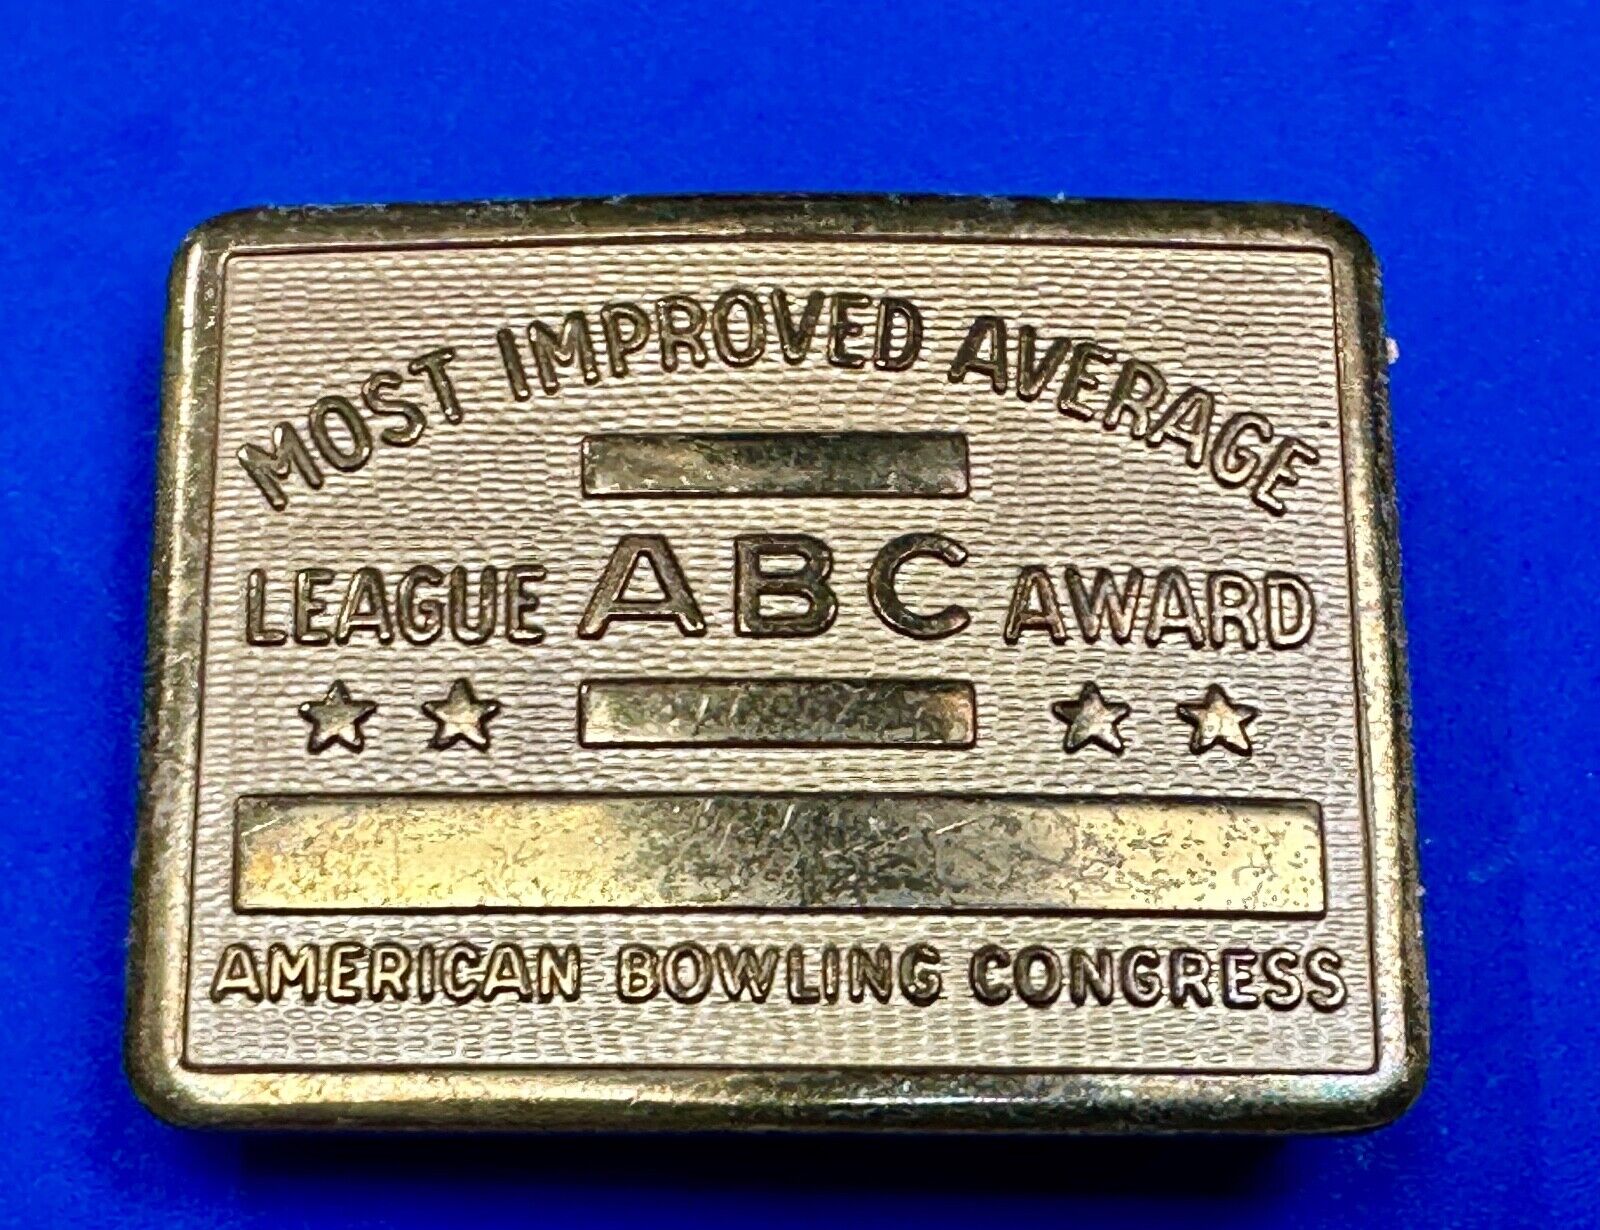 MOST IMPROVED AVERAGE
LEAGUE ABC AWARD
AMERICAN BOWLING CONGRESS